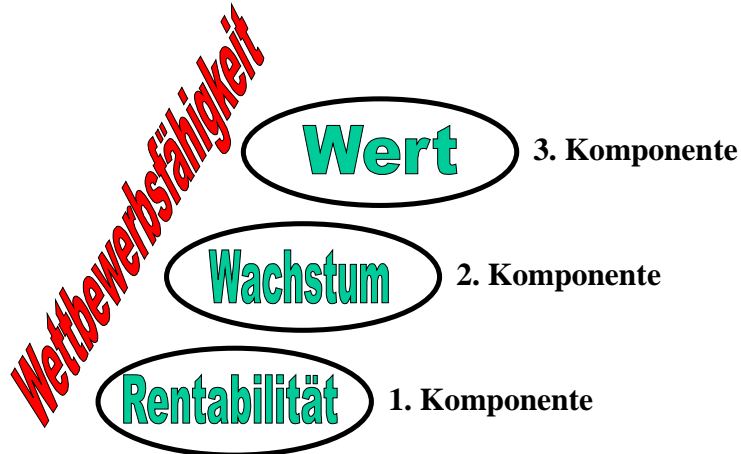 Wettbewerbsfähigkeit
Wert 3. Komponente
Wachstum 2. Komponente
Rentabilität 1. Komponente